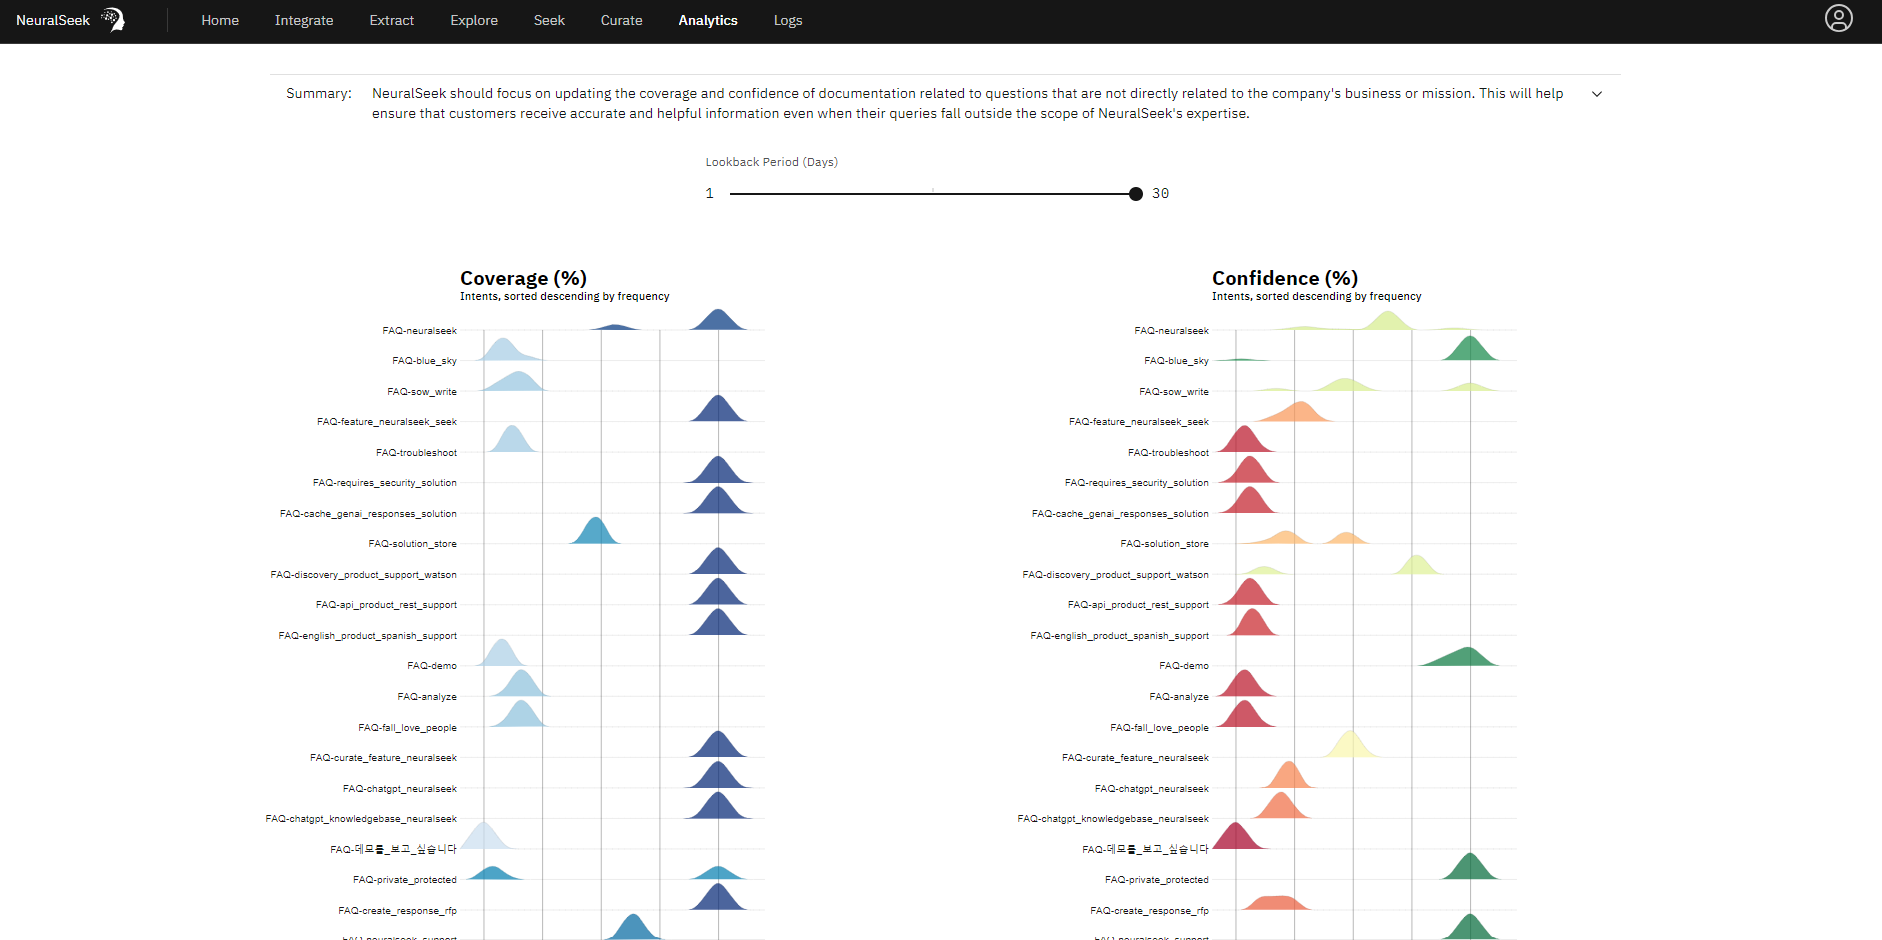 NeuralSeek
Home Integrate Extract Explore Seek Curate Analytics Logs
Summary: NeuralSeek should focus on updating the coverage and confidence of documentation related to questions that are not directly related to the company's business or mission. This will help
ensure that customers receive accurate and helpful information even when their queries fall outside the scope of NeuralSeek's expertise.
Lookback Period (Days)
1 30
Coverage (%)
Intents, sorted descending by frequency
FAQ-neuralseek
FAQ-blue_sky
FAQ-sow_write
FAQ-feature_neuralseek_seek
FAQ-troubleshoot
FAQ-requires_security_solution
FAQ-cache_genai_responses_solution
FAQ-solution_store
FAQ-discovery_product_support_watson
FAQ-api_product_rest_support
FAQ-english_product_spanish_support
FAQ-demo
FAQ-analyze
FAQ-fall_love_people
FAQ-curate_feature_neuralseek
FAQ-chatgpt_neuralseek
FAQ-chatgpt_knowledgebase_neuralseek
FAQ-데모를_보고_싶습니다
FAQ-private_protected
FAQ-create_response_rfp
FAQ-neuralseek_support
Confidence (%)
Intents, sorted descending by frequency
FAQ-neuralseek
FAQ-blue_sky
FAQ-sow_write
FAQ-feature_neuralseek_seek
FAQ-troubleshoot
FAQ-requires_security_solution
FAQ-cache_genai_responses_solution
FAQ-solution_store
FAQ-discovery_product_support_watson
FAQ-api_product_rest_support
FAQ-english_product_spanish_support
FAQ-demo
FAQ-analyze
FAQ-fall_love_people
FAQ-curate_feature_neuralseek
FAQ-chatgpt_neuralseek
FAQ-chatgpt_knowledgebase_neuralseek
FAQ-데모를_보고_싶습니다
FAQ-private_protected
FAQ-create_response_rfp
FAQ-neuralseek_support